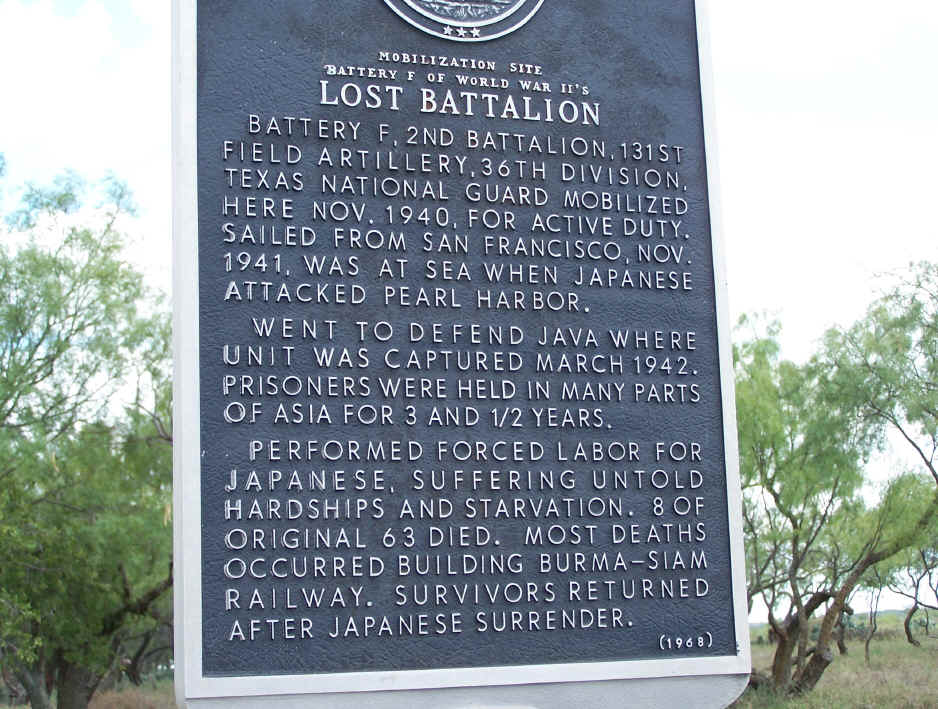 MOBILIZATION SITE
BATTERY F OF WORLD WAR II'S
LOST BATTALION
BATTERY F, 2ND BATTALION, 131ST
FIELD ARTILLERY, 36TH DIVISION,
TEXAS NATIONAL GUARD MOBILIZED
HERE NOV. 1940, FOR ACTIVE DUTY.
SAILED FROM SAN FRANCISCO, NOV.
1941, WAS AT SEA WHEN JAPANESE
ATTACKED PEARL HARBOR.
WENT TO DEFEND JAVA WHERE
UNIT WAS CAPTURED MARCH 1942.
PRISONERS WERE HELD IN MANY PARTS
OF ASIA FOR 3 AND 1/2 YEARS.
PERFORMED FORCED LABOR FOR
JAPANESE, SUFFERING UNTOLD
HARDSHIPS AND STARVATION. 8 OF
ORIGINAL 63 DIED. MOST DEATHS
OCCURRED BUILDING BURMA-SIAM
RAILWAY. SURVIVORS RETURNED
AFTER JAPANESE SURRENDER.
(1968)